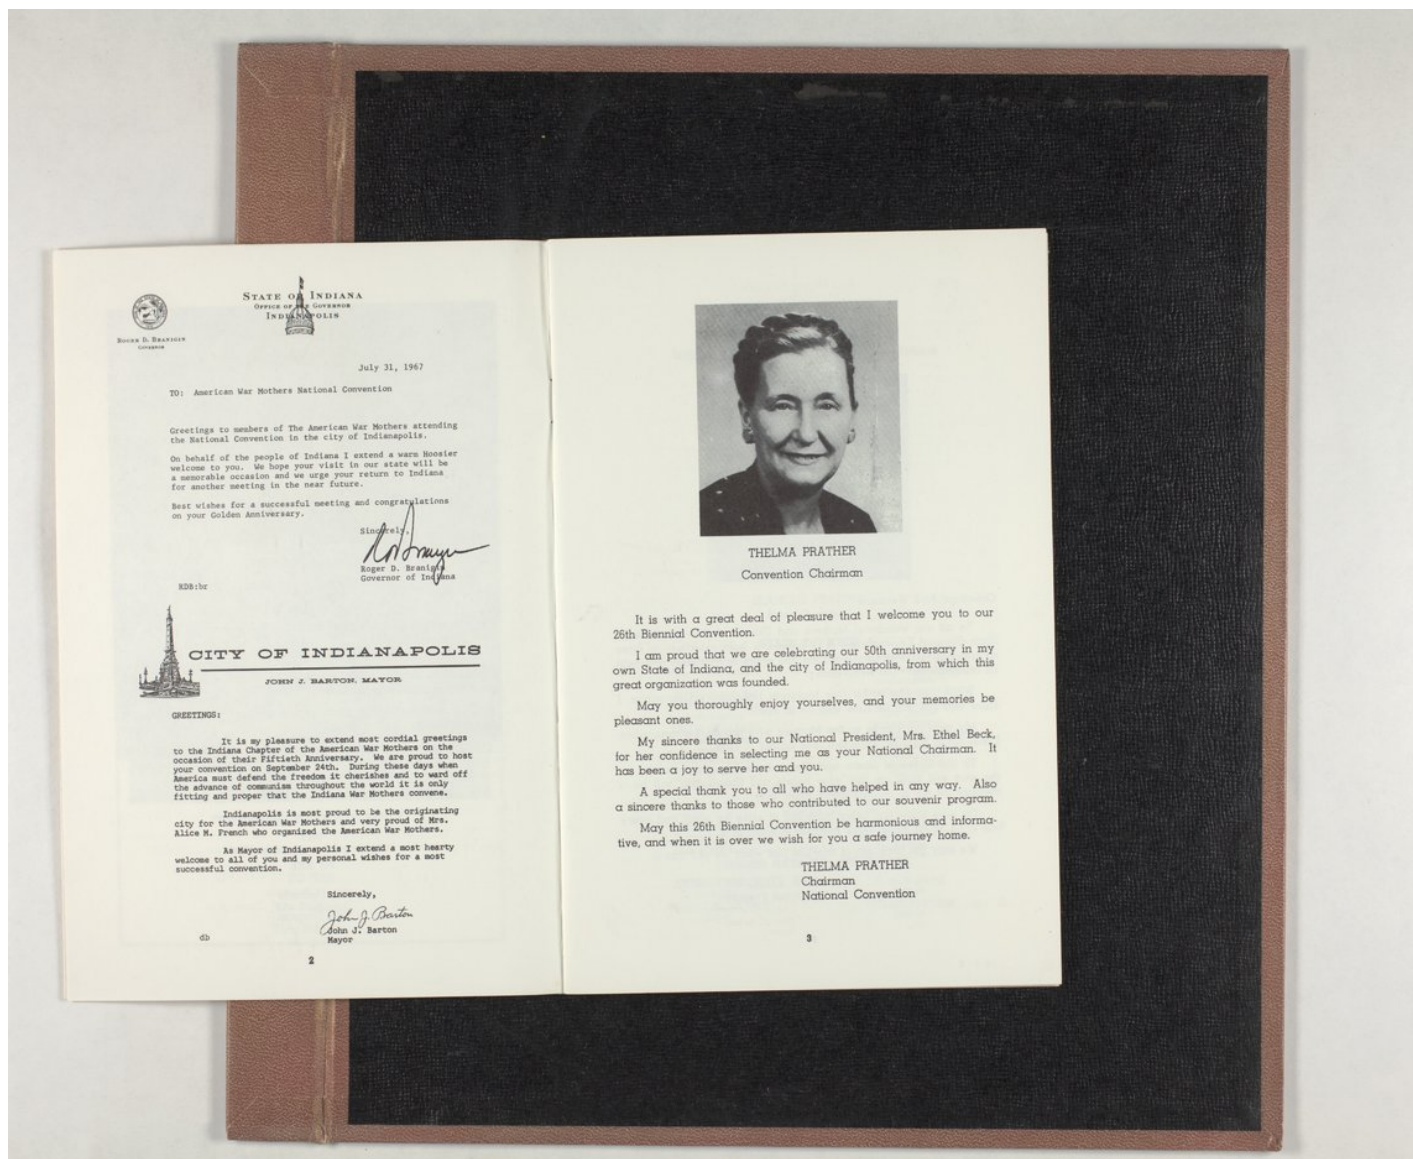 STATE OF INDIANA
OFFICE OF THE GOVERNOR
INDIANAPOLIS
ROGER D. BRANIGIN
GOVERNOR
July 31, 1967
TO: American War Mothers National Convention
Greetings to members of The American War Mothers attending
the National Convention in the city of Indianapolis.
On behalf of the people of Indiana I extend a warm Hoosier
welcome to you. We hope your visit in our state will be
a memorable occasion and we urge your return to Indiana
for another meeting in the near future.
Best wishes for a successful meeting and congratulations
on your Golden Anniversary.
Sincerely,
Roger D. Branigin
Governor of Indiana
RDB:br
CITY OF INDIANAPOLIS
JOHN J. BARTON, MAYOR
GREETINGS:
It is my pleasure to extend most cordial greetings
to the Indiana Chapter of the American War Mothers on the
occasion of their Fiftieth Anniversary. We are proud to host
your convention on September 24th. During these days when
America must defend the freedom it cherishes and to ward off
the advance of communism throughout the world it is only
fitting and proper that the Indiana War Mothers convene.
Indianapolis is most proud to be the originating
city for the American War Mothers and very proud of Mrs.
Alice M. French who organized the American War Mothers.
As Mayor of Indianapolis I extend a most hearty
welcome to all of you and my personal wishes for a most
successful convention.
Sincerely,
John J. Barton
John J. Barton
Mayor
db
2
THELMA PRATHER
Convention Chairman
It is with a great deal of pleasure that I welcome you to our
26th Biennial Convention.
I am proud that we are celebrating our 50th anniversary in my
own State of Indiana, and the city of Indianapolis, from which this
great organization was founded.
May you thoroughly enjoy yourselves, and your memories be
pleasant ones.
My sincere thanks to our National President, Mrs. Ethel Beck,
for her confidence in selecting me as your National Chairman. It
has been a joy to serve her and you.
A special thank you to all who have helped in any way. Also
a sincere thanks to those who contributed to our souvenir program.
May this 26th Biennial Convention be harmonious and informa-
tive, and when it is over we wish for you a safe journey home.
THELMA PRATHER
Chairman
National Convention
3